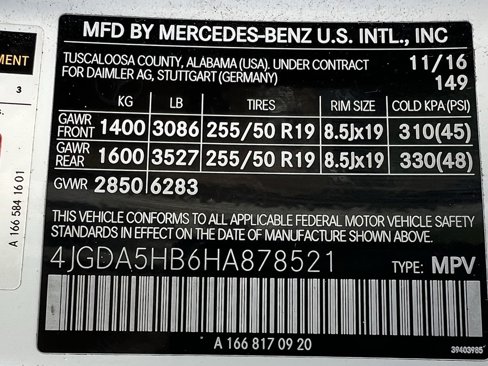 MFD BY MERCEDES-BENZ U.S. INTL., INC
TUSCALOOSA COUNTY, ALABAMA (USA). UNDER CONTRACT 11/16
FOR DAIMLER AG, STUTTGART (GERMANY) 149
KG LB TIRES RIM SIZE COLD KPA (PSI)
GAWR FRONT 1400 3086 255/50 R19 8.5Jx19 310(45)
GAWR REAR 1600 3527 255/50 R19 8.5Jx19 330(48)
GVWR 2850 6283
THIS VEHICLE CONFORMS TO ALL APPLICABLE FEDERAL MOTOR VEHICLE SAFETY
STANDARDS IN EFFECT ON THE DATE OF MANUFACTURE SHOWN ABOVE.
4JGDA5HB6HA878521 TYPE: MPV
A 166 817 09 20
39403985
MENT
3
s.
A 166 584 16 01